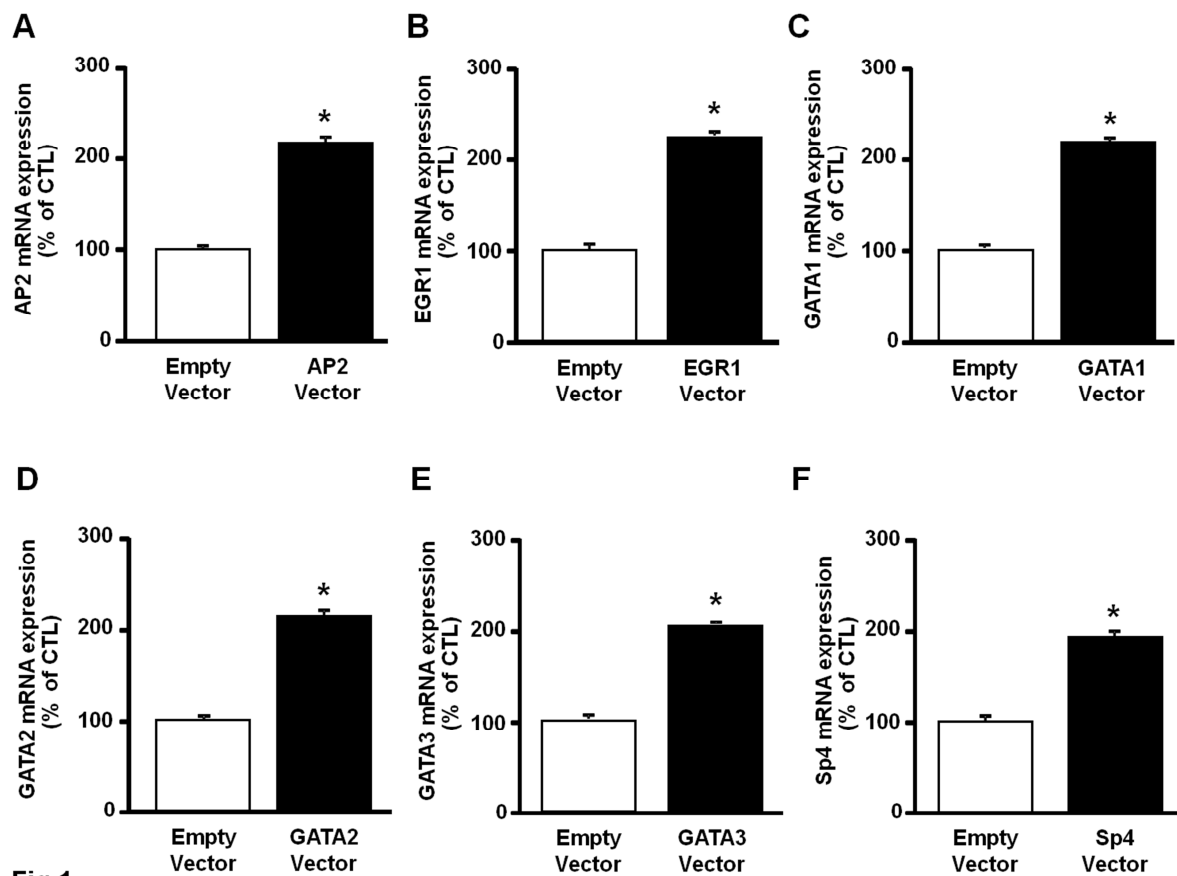 A
AP2 mRNA expression
(% of CTL)
300
*
200
100
0
Empty
Vector
AP2
Vector
B
EGR1 mRNA expression
(% of CTL)
300
*
200
100
0
Empty
Vector
EGR1
Vector
C
GATA1 mRNA expression
(% of CTL)
300
*
200
100
0
Empty
Vector
GATA1
Vector
D
GATA2 mRNA expression
(% of CTL)
300
*
200
100
0
Empty
Vector
GATA2
Vector
E
GATA3 mRNA expression
(% of CTL)
300
*
200
100
0
Empty
Vector
GATA3
Vector
F
Sp4 mRNA expression
(% of CTL)
300
*
200
100
0
Empty
Vector
Sp4
Vector
Fig 1